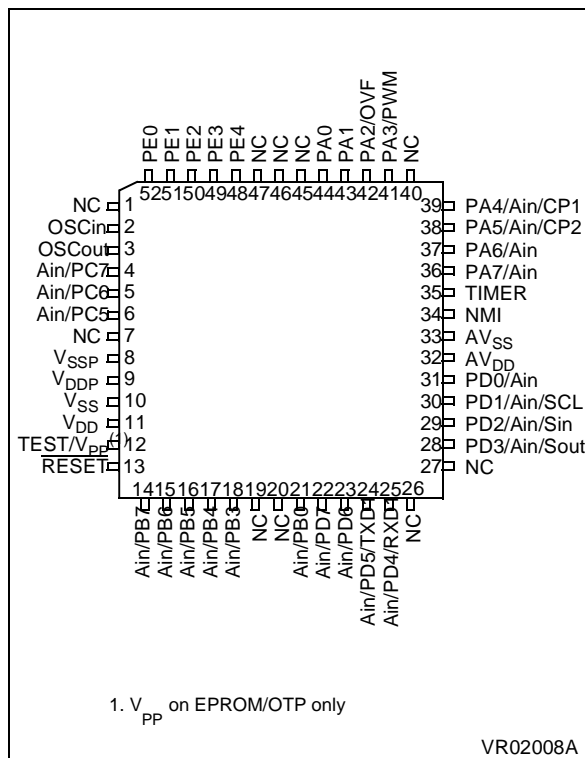 PE0
PE1
PE2
PE3
PE4
NC
NC
NC
PA0
PA1
PA2/OVF
PA3/PWM
NC
52 51 50 49 48 47 46 45 44 43 42 41 40
NC 1
OSCin 2
OSCout 3
Ain/PC7 4
Ain/PC6 5
Ain/PC5 6
NC 7
VSSP 8
VDDP 9
VSS 10
VDD 11
TEST/VPP(1) 12
RESET 13
39 PA4/Ain/CP1
38 PA5/Ain/CP2
37 PA6/Ain
36 PA7/Ain
35 TIMER
34 NMI
33 AVSS
32 AVDD
31 PD0/Ain
30 PD1/Ain/SCL
29 PD2/Ain/Sin
28 PD3/Ain/Sout
27 NC
14 15 16 17 18 19 20 21 22 23 24 25 26
Ain/PB7
Ain/PB6
Ain/PB5
Ain/PB4
Ain/PB3
NC
NC
Ain/PB0
Ain/PD7
Ain/PD6
Ain/PD5/TXD1
Ain/PD4/RXD1
NC
1. VPP on EPROM/OTP only
VR02008A